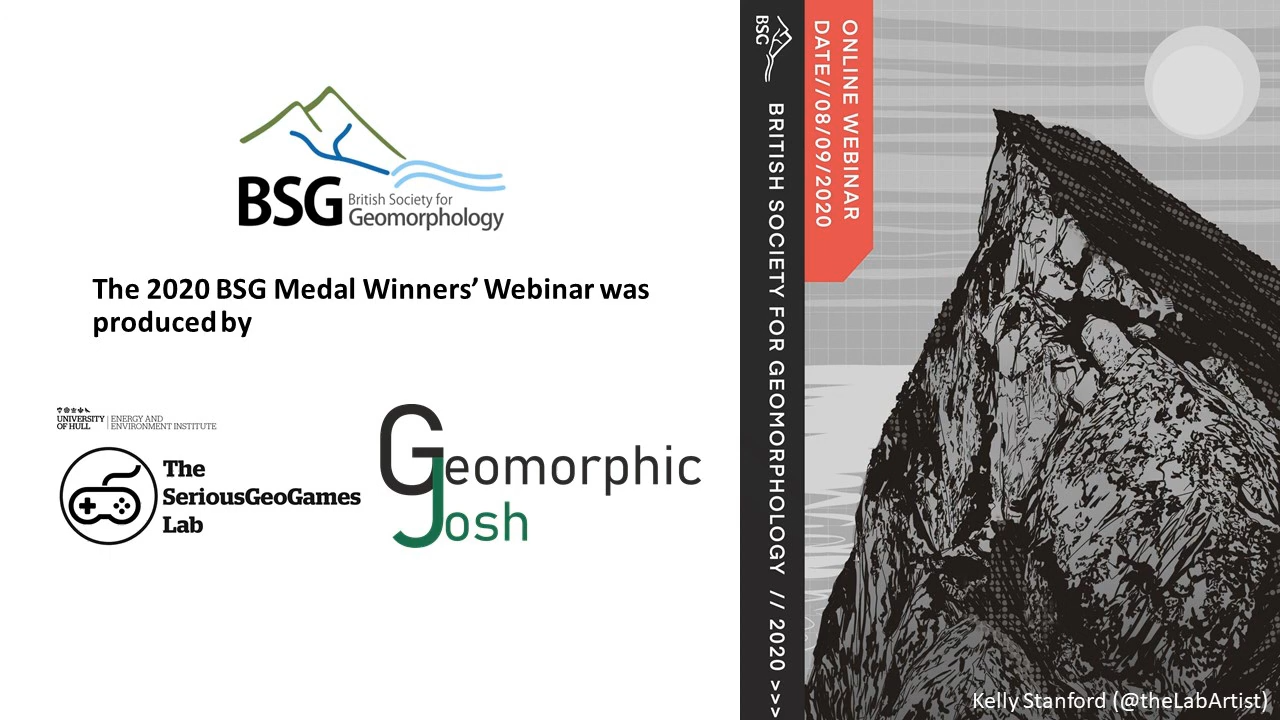 BSG
British Society for
Geomorphology
The 2020 BSG Medal Winners’ Webinar was
produced by
UNIVERSITY
OF HULL
ENERGY AND
ENVIRONMENT INSTITUTE
The
SeriousGeoGames
Lab
Geomorphic
Josh
BSG
BRITISH SOCIETY FOR GEOMORPHOLOGY // 2020 >>>
ONLINE WEBINAR
DATE//08/09/2020
Kelly Stanford (@theLabArtist)